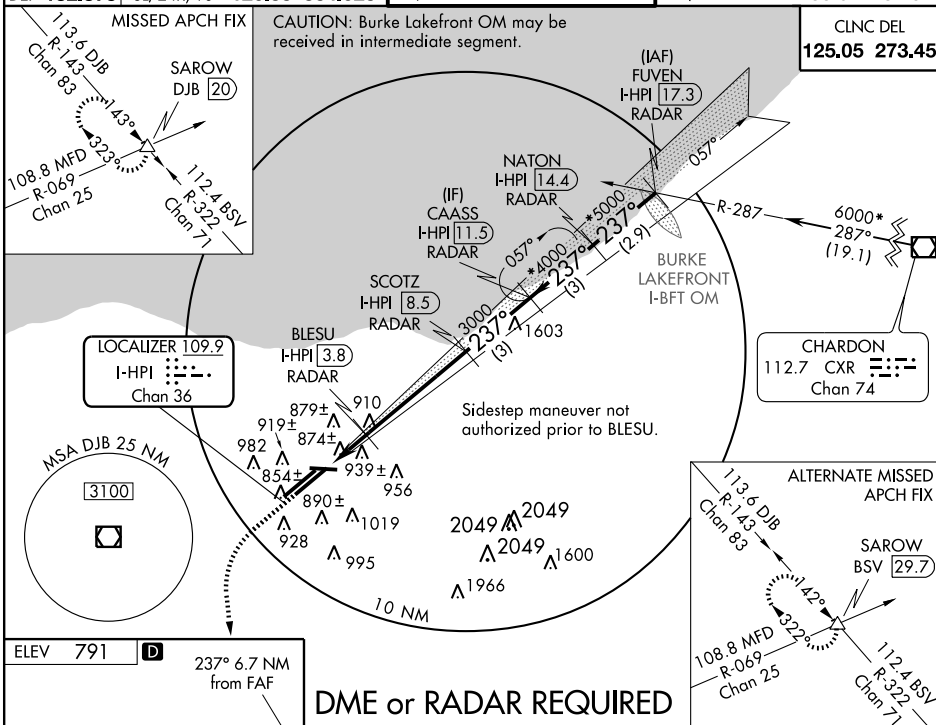 MISSED APCH FIX
113.6 DJB
R-143
Chan 83
SAROW
DJB 20
143°
323°
108.8 MFD
R-069
Chan 25
112.4 BSV
R-322
Chan 71
CAUTION: Burke Lakefront OM may be
received in intermediate segment.
CLNC DEL
125.05 273.45
(IAF)
FUVEN
I-HPI 17.3
RADAR
057°
NATON
I-HPI 14.4
RADAR
*5000
237°
(2.9)
R-287
6000*
287°
(19.1)
(IF)
CAASS
I-HPI 11.5
RADAR
057°
*4000
237°
(3)
BURKE
LAKEFRONT
I-BFT OM
SCOTZ
I-HPI 8.5
RADAR
3000
237°
(3)
1603
BLESU
I-HPI 3.8
RADAR
CHARDON
112.7 CXR
Chan 74
LOCALIZER 109.9
I-HPI
Chan 36
Sidestep maneuver not
authorized prior to BLESU.
879±
910
919±
874±
982
939±
854±
956
890±
1019
928
995
2049
2049
2049
1600
1966
10 NM
MSA DJB 25 NM
3100
ALTERNATE MISSED
APCH FIX
113.6 DJB
R-143
Chan 83
SAROW
BSV 29.7
142°
322°
108.8 MFD
R-069
Chan 25
112.4 BSV
R-322
Chan 71
ELEV 791 D
237° 6.7 NM
from FAF
DME or RADAR REQUIRED